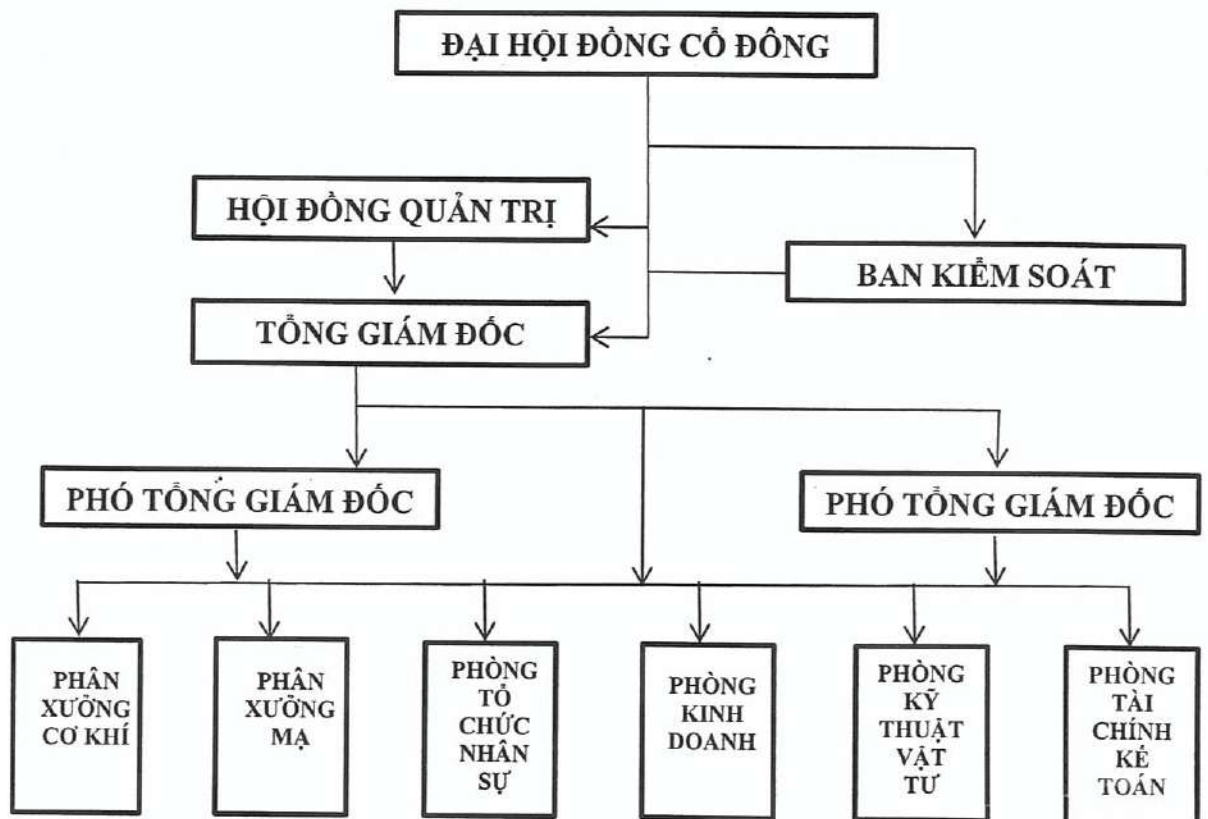 ĐẠI HỘI ĐỒNG CỔ ĐÔNG
HỘI ĐỒNG QUẢN TRỊ
BAN KIỂM SOÁT
TỔNG GIÁM ĐỐC
PHÓ TỔNG GIÁM ĐỐC
PHÓ TỔNG GIÁM ĐỐC
PHÂN
XƯỞNG
CƠ KHÍ
PHÂN
XƯỞNG
MẠ
PHÒNG
TỔ
CHỨC
NHÂN
SỰ
PHÒNG
KINH
DOANH
PHÒNG
KỸ
THUẬT
VẬT
TƯ
PHÒNG
TÀI
CHÍNH
KẾ
TOÁN